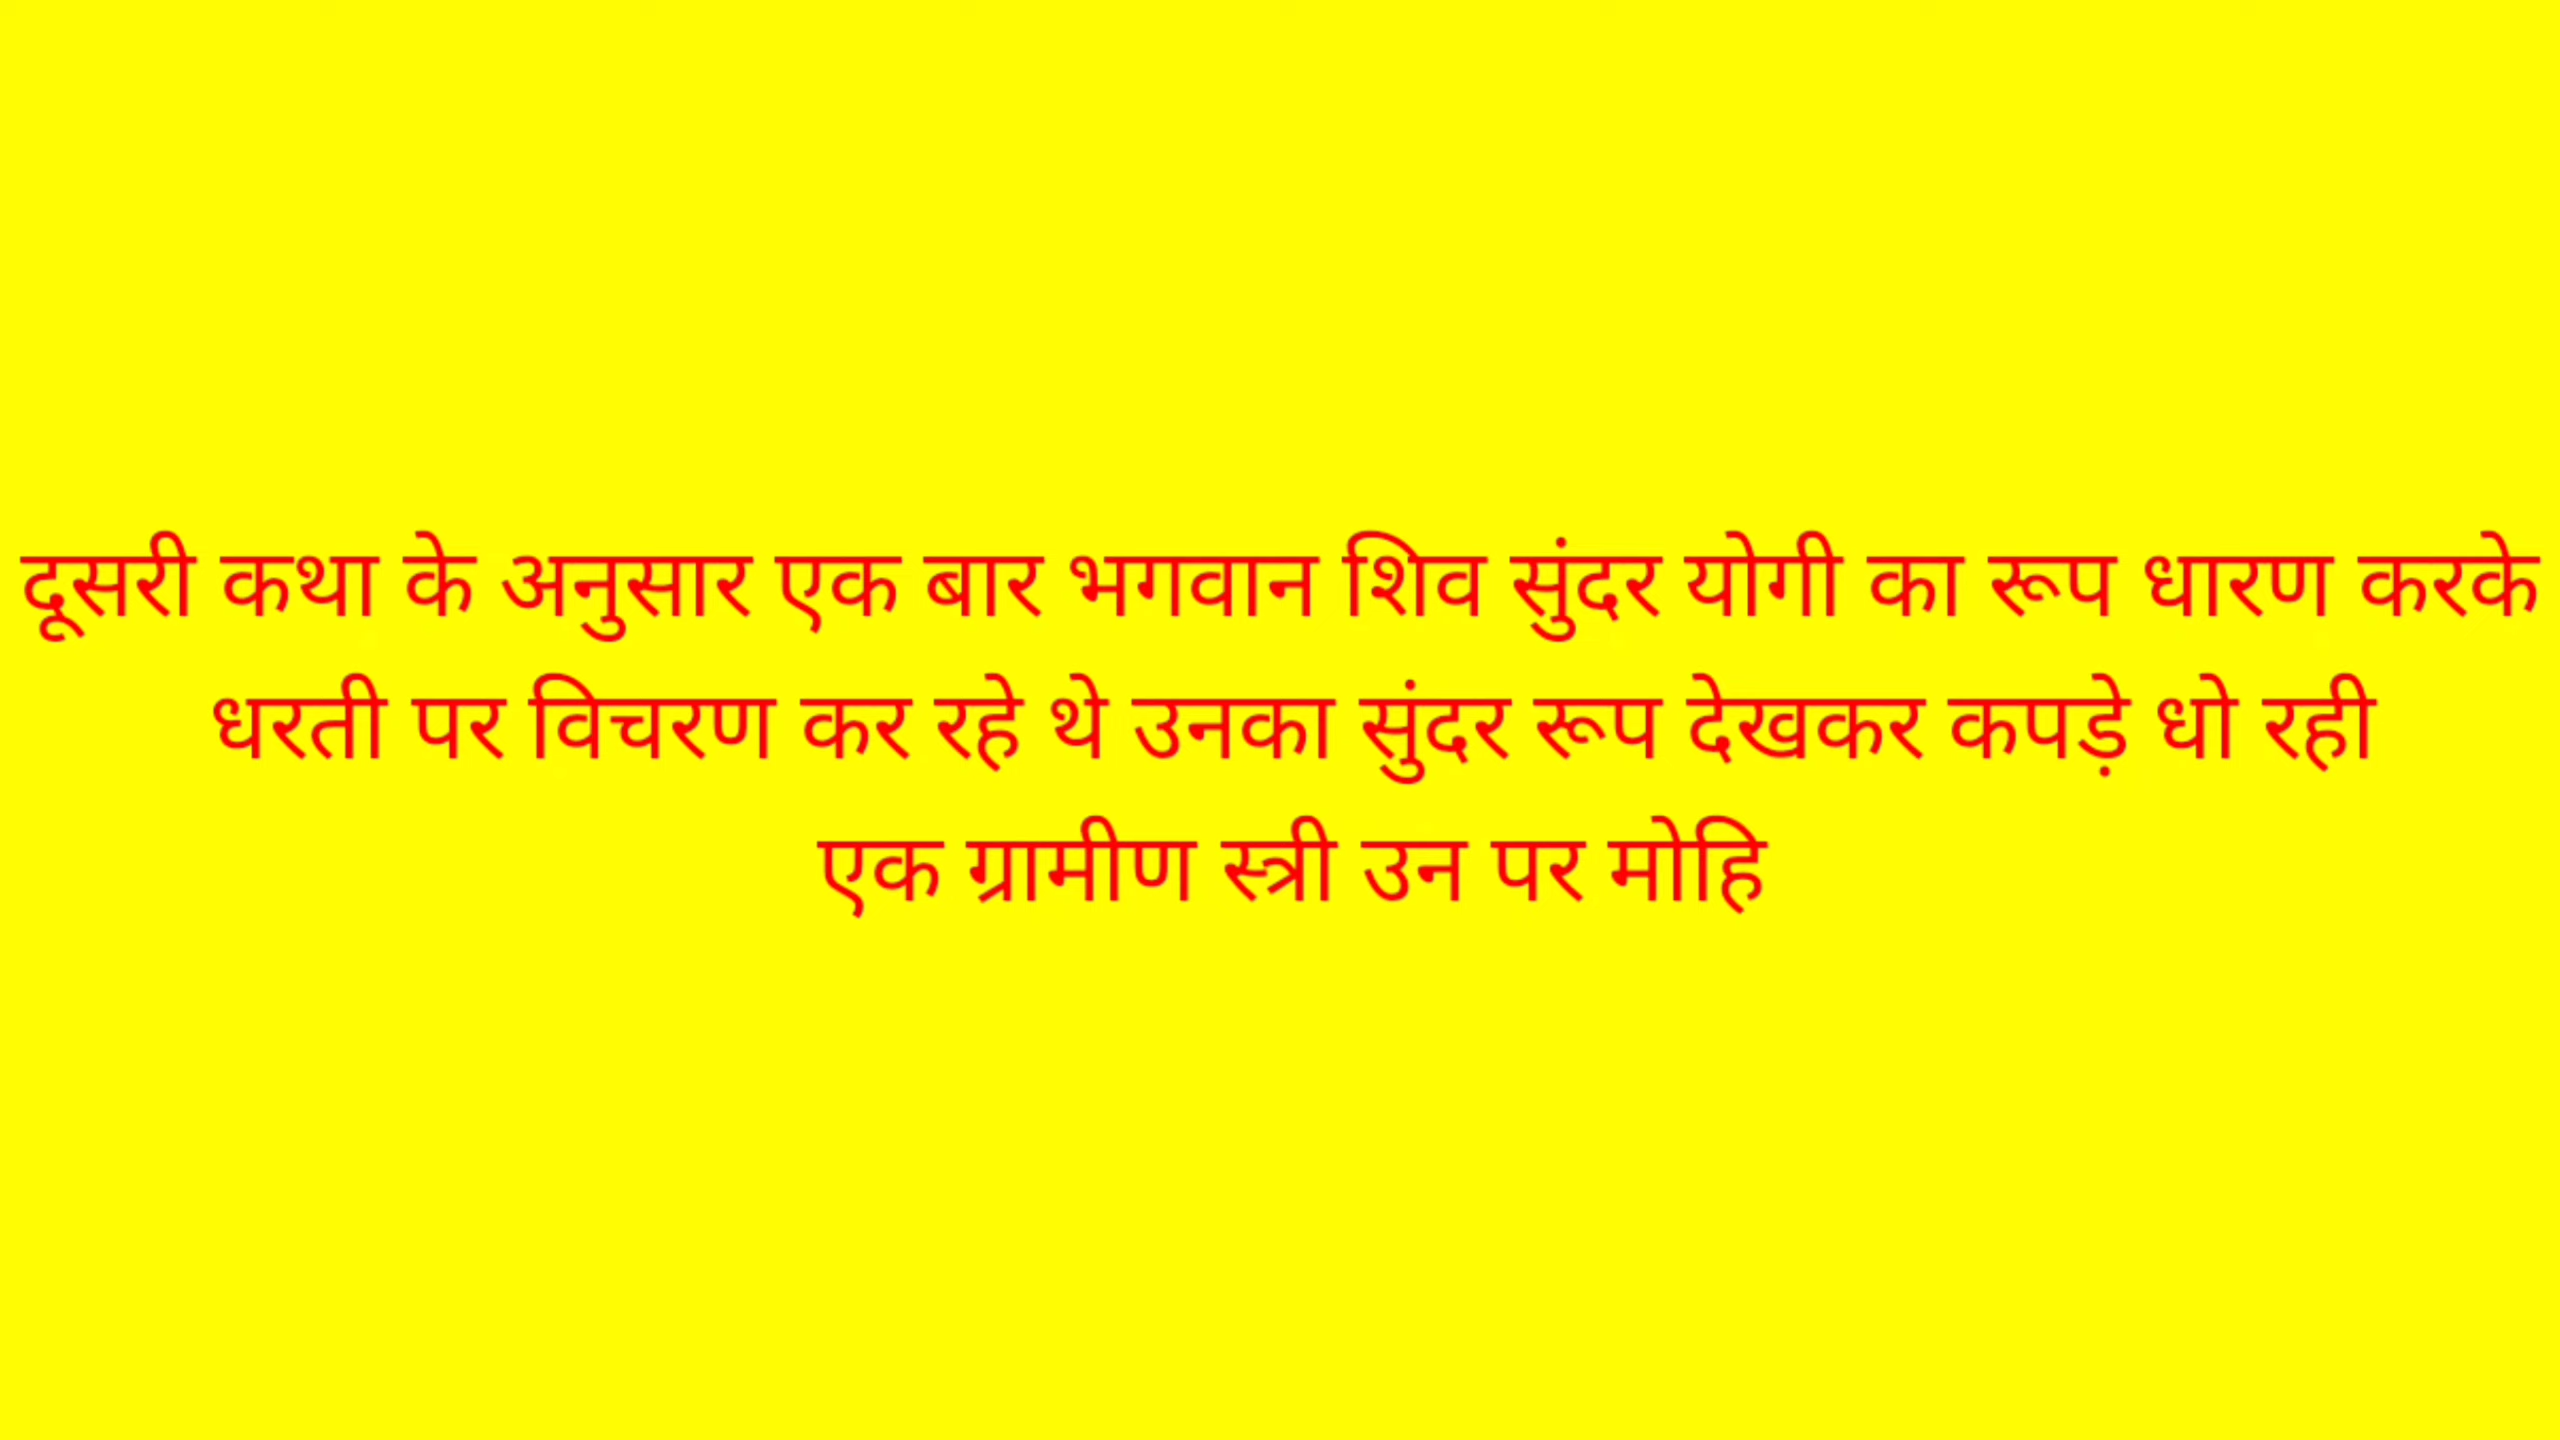 दूसरी कथा के अनुसार एक बार भगवान शिव सुंदर योगी का रूप धारण करके
धरती पर विचरण कर रहे थे उनका सुंदर रूप देखकर कपड़े धो रही
एक ग्रामीण स्त्री उन पर मोहि